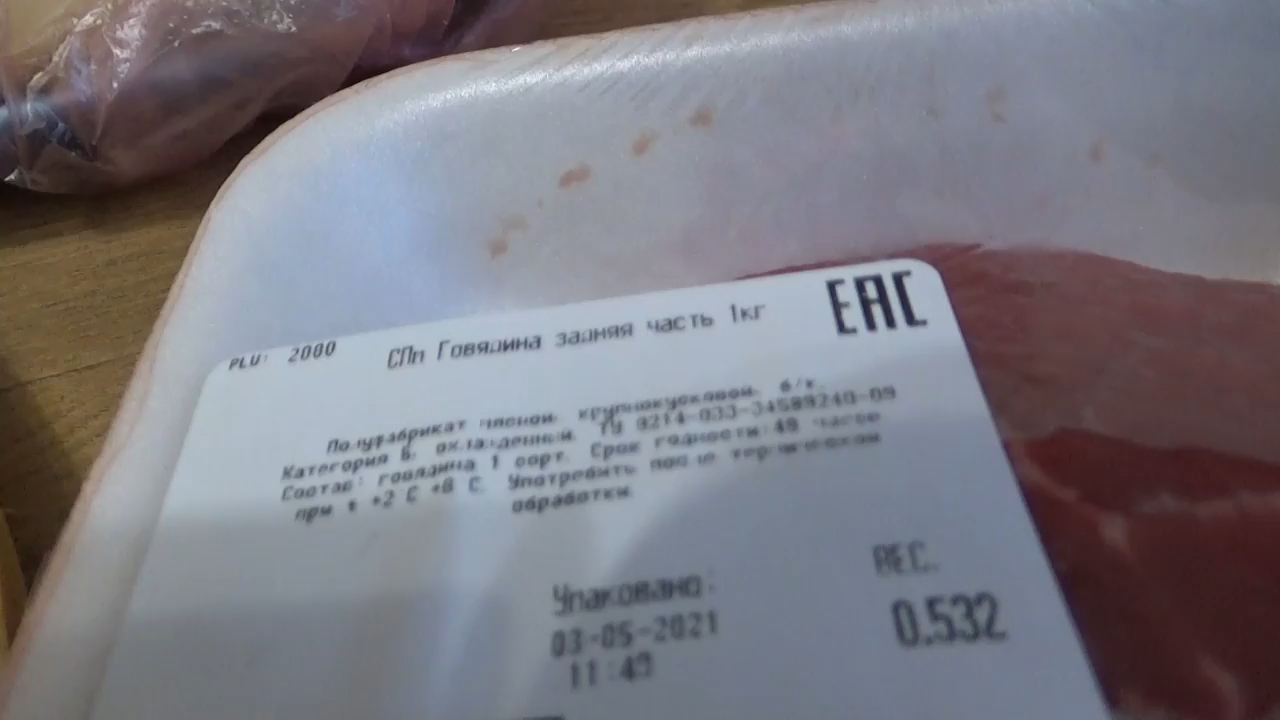 PLU: 2000 СПп Говядина задняя часть 1кг EAC
Полуфабрикат мясной, крупнокусковой, б/к.
Категория Б, охлажденный. ТУ 9214-033-34589240-09
Состав: говядина 1 сорт. Срок годности:48 часов
при t +2 С +6 С. Употребить после термической
обработки.
Упаковано:
ВЕС.
03-05-2021
0.532
11:49